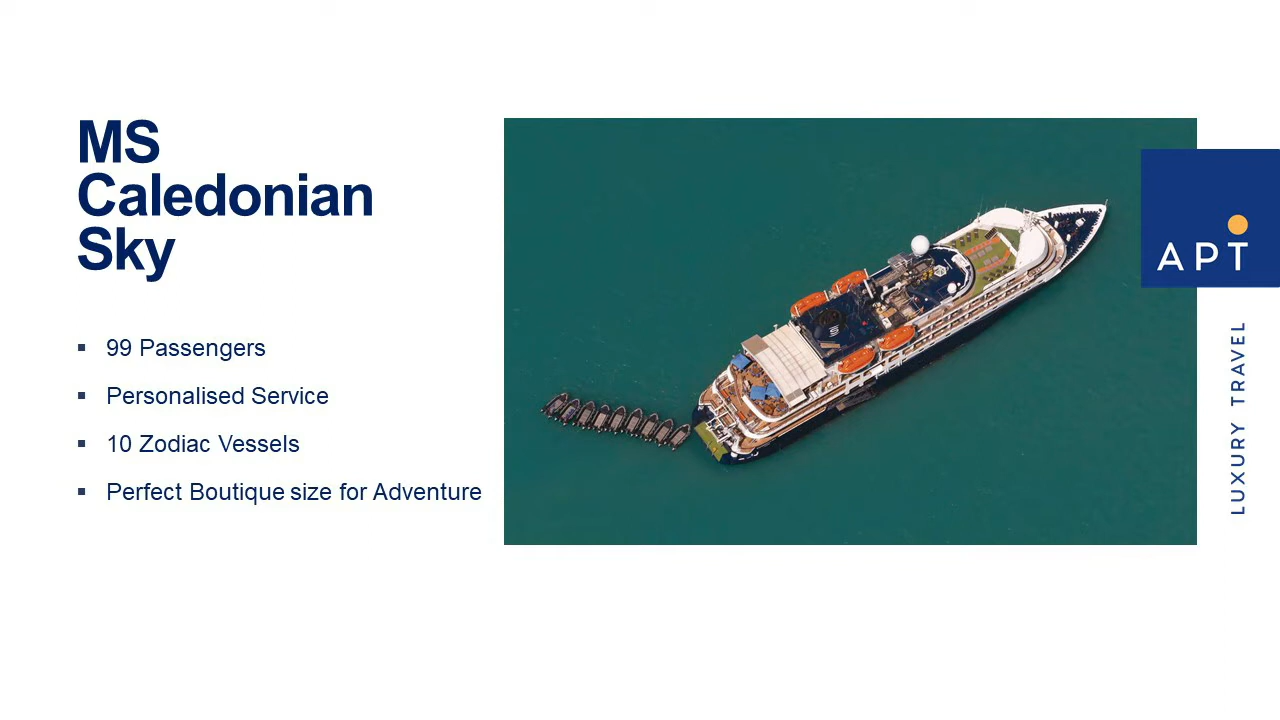 MS
Caledonian
Sky
▪ 99 Passengers
▪ Personalised Service
▪ 10 Zodiac Vessels
▪ Perfect Boutique size for Adventure
APT
LUXURY TRAVEL